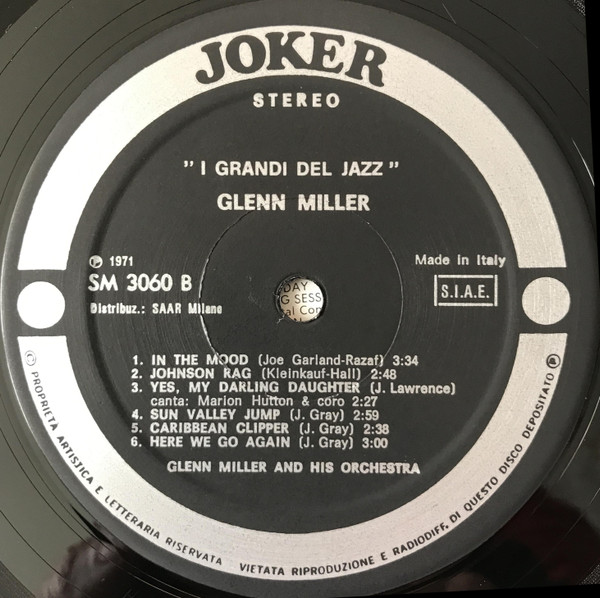 JOKER
STEREO
" I GRANDI DEL JAZZ "
GLENN MILLER
Ⓟ 1971
Made in Italy
SM 3060 B
S.I.A.E.
Distribuz.: SAAR Milano
DAY
G SESS
al Con
1. IN THE MOOD (Joe Garland-Razaf) 3:34
2. JOHNSON RAG (Kleinkauf-Hall) 2:48
3. YES, MY DARLING DAUGHTER (J. Lawrence)
canta: Marion Hutton & coro 2:27
4. SUN VALLEY JUMP (J. Gray) 2:59
5. CARIBBEAN CLIPPER (J. Gray) 2:38
6. HERE WE GO AGAIN (J. Gray) 3:00
GLENN MILLER AND HIS ORCHESTRA
© PROPRIETA ARTISTICA E LETTERARIA RISERVATA VIETATA RIPRODUZIONE E RADIODIFF. DI QUESTO DISCO DEPOSITATO Ⓟ